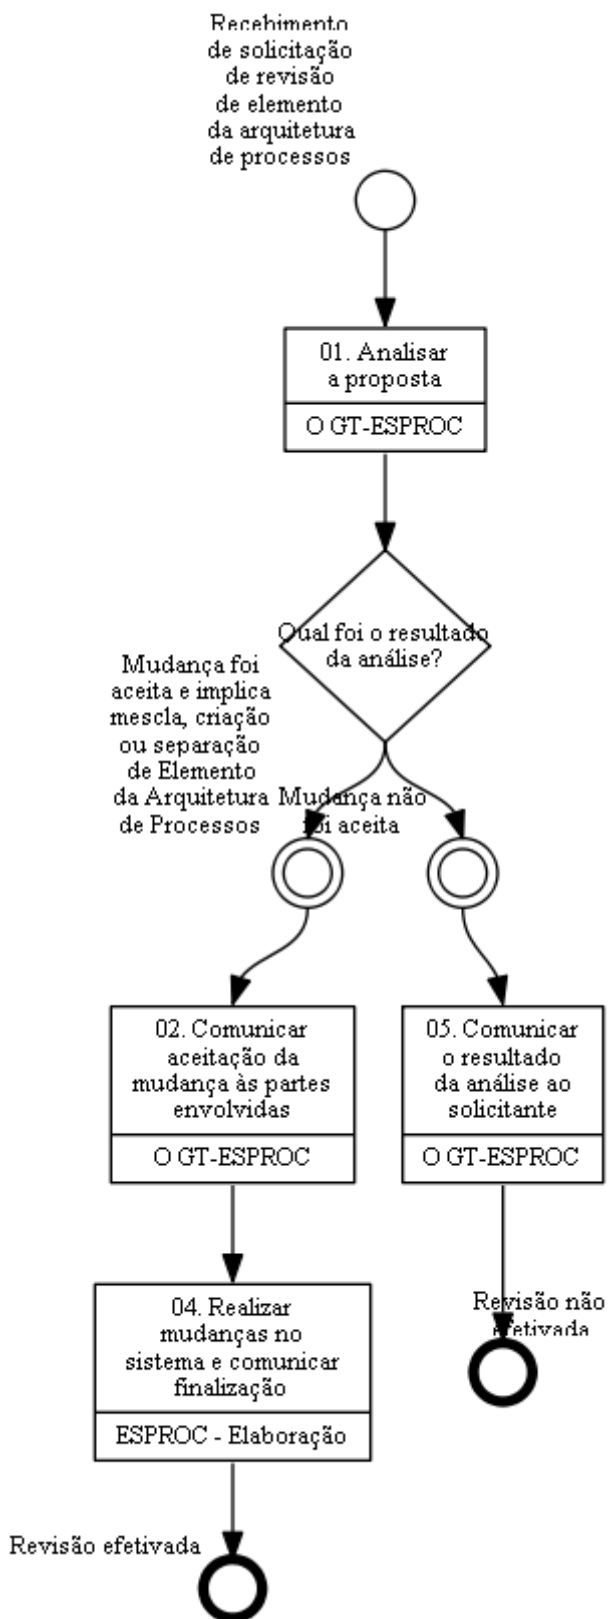 Recebimento
de solicitação
de revisão
de elemento
da arquitetura
de processos
01. Analisar
a proposta
O GT-ESPROC
Qual foi o resultado
da análise?
Mudança foi
aceita e implica
mescla, criação
ou separação
de Elemento
da Arquitetura
de Processos
Mudança não
foi aceita
02. Comunicar
aceitação da
mudança às partes
envolvidas
O GT-ESPROC
05. Comunicar
o resultado
da análise ao
solicitante
O GT-ESPROC
04. Realizar
mudanças no
sistema e comunicar
finalização
ESPROC - Elaboração
Revisão não
efetivada
Revisão efetivada